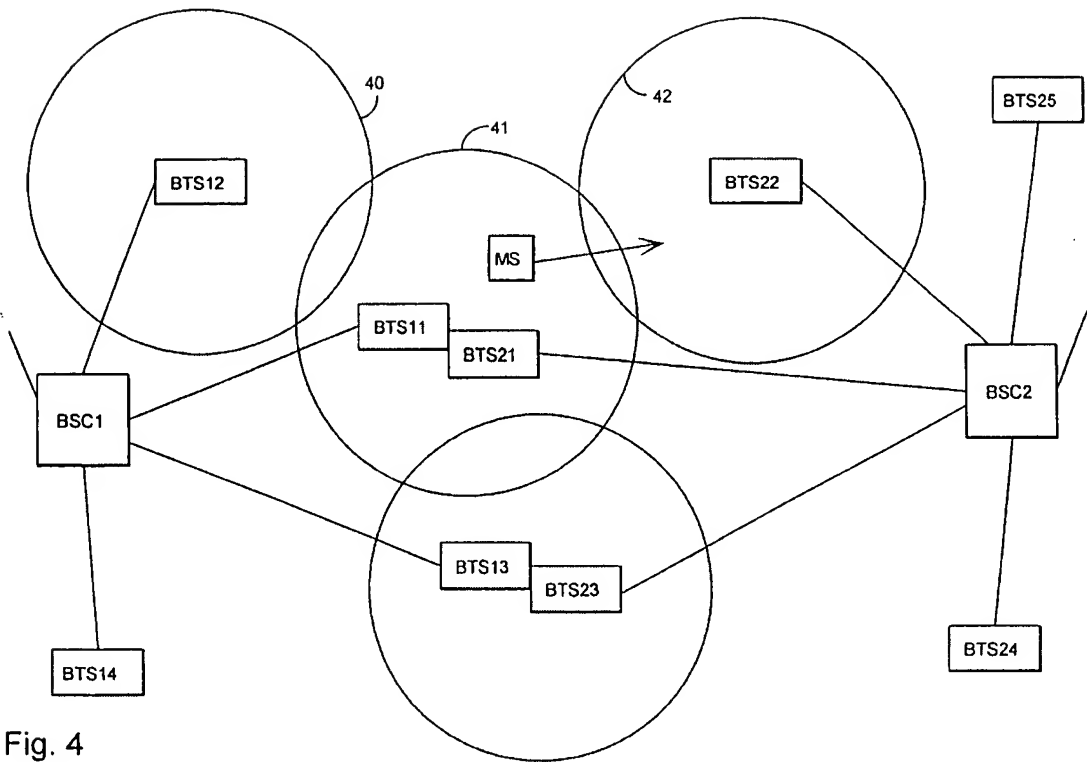 40
42
BTS25
41
BTS12
BTS22
MS
BTS11
BTS21
BSC1
BSC2
BTS13
BTS23
BTS14
BTS24
Fig. 4